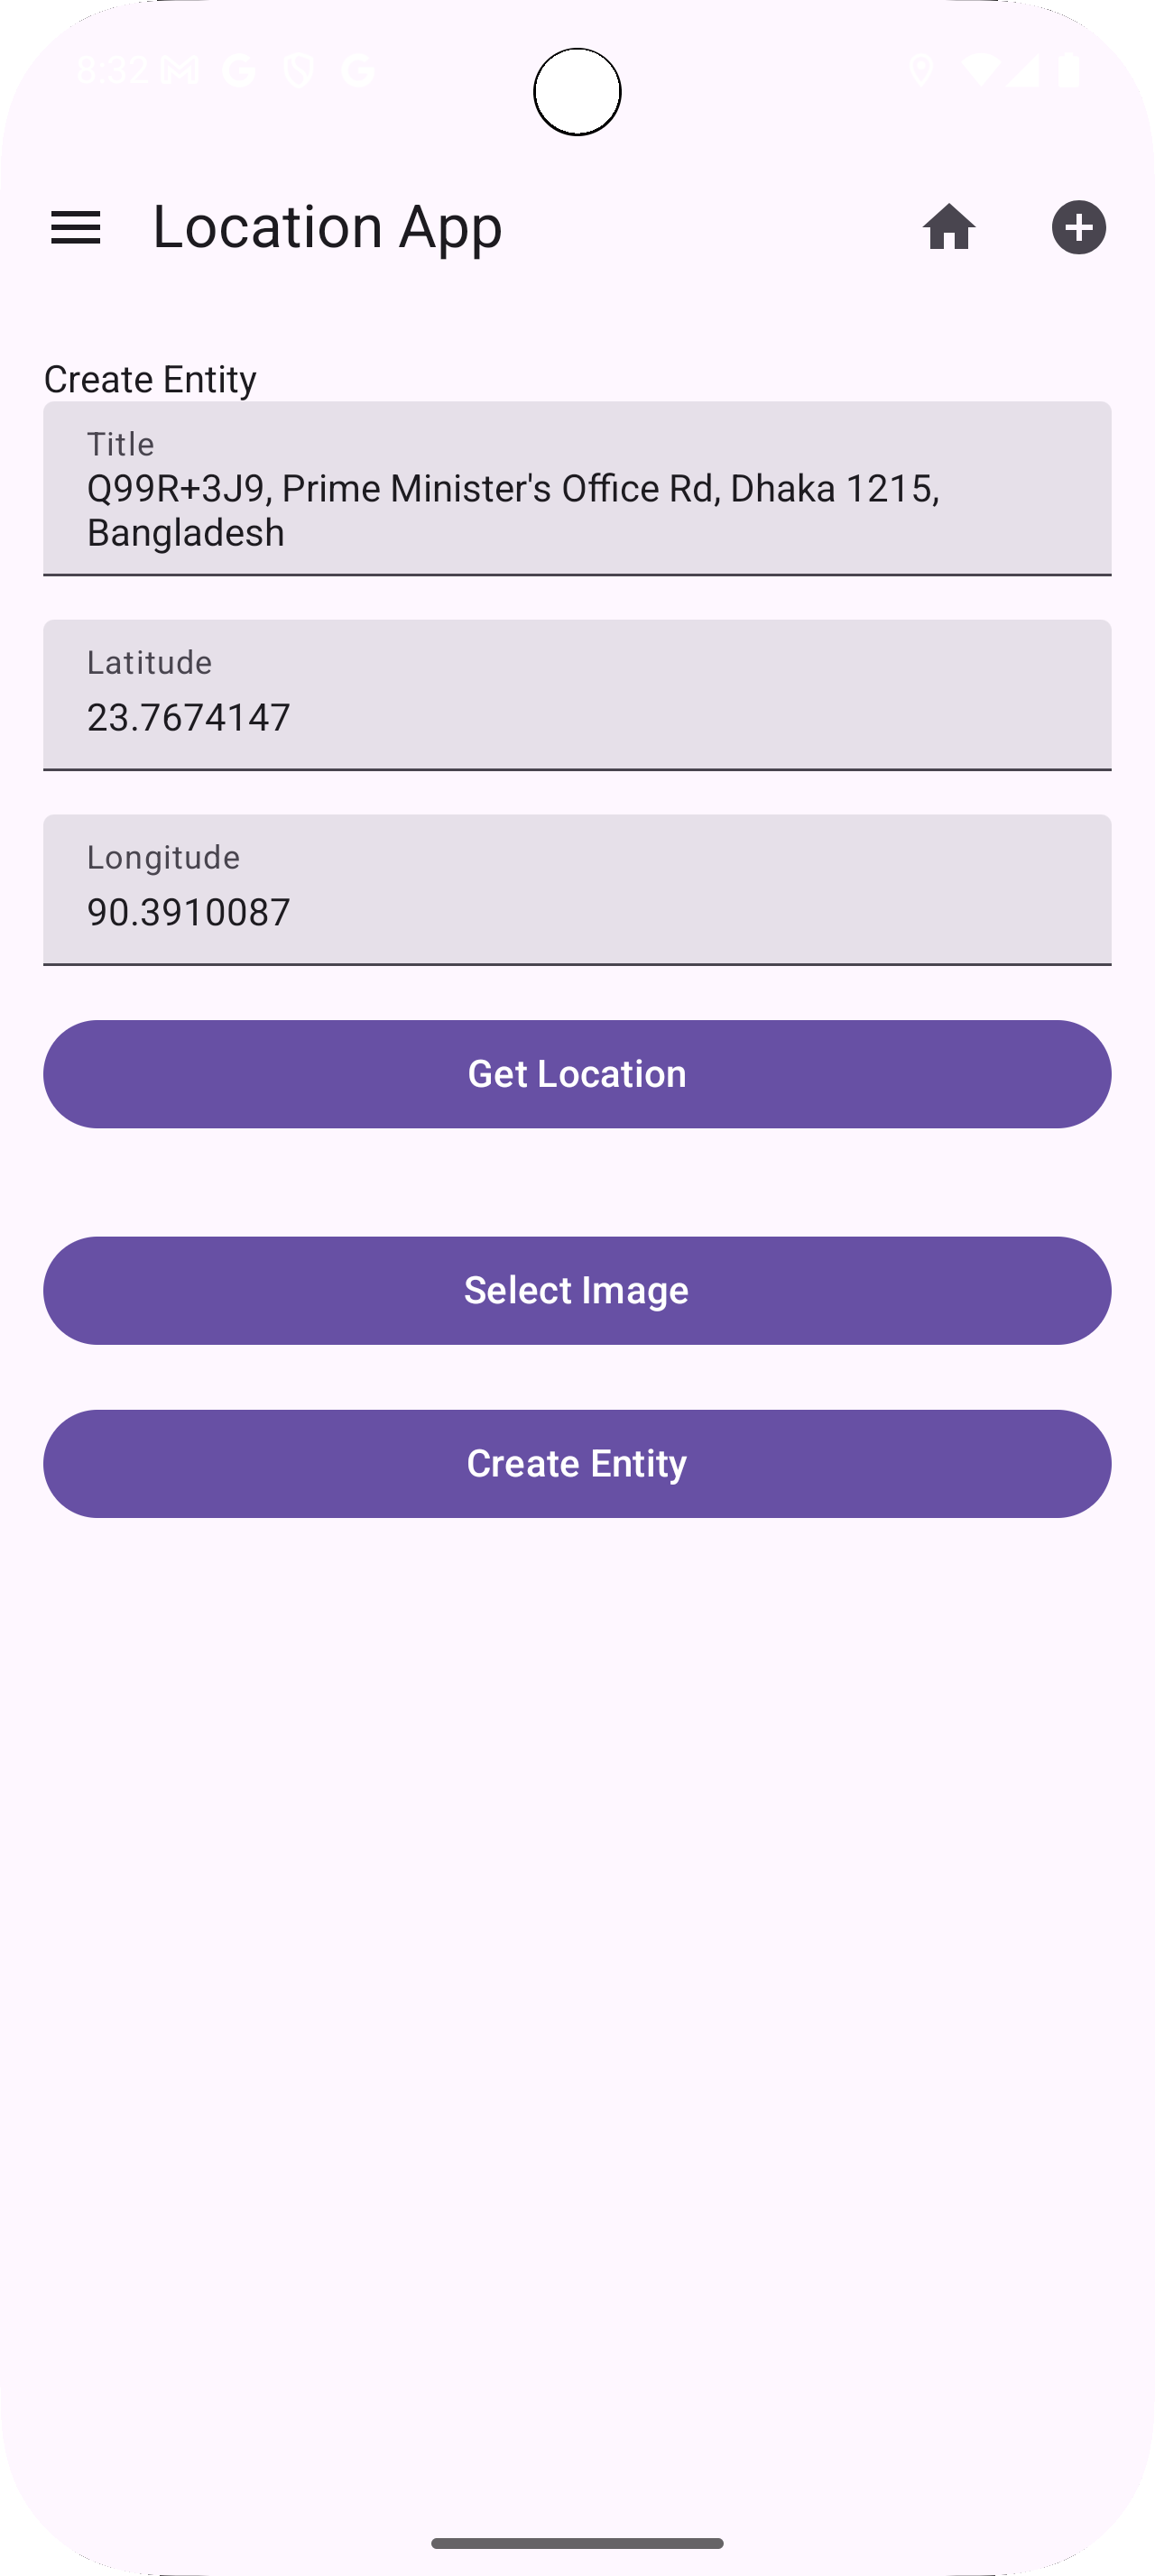 8:32
Location App
Create Entity
Title
Q99R+3J9, Prime Minister's Office Rd, Dhaka 1215,
Bangladesh
Latitude
23.7674147
Longitude
90.3910087
Get Location
Select Image
Create Entity